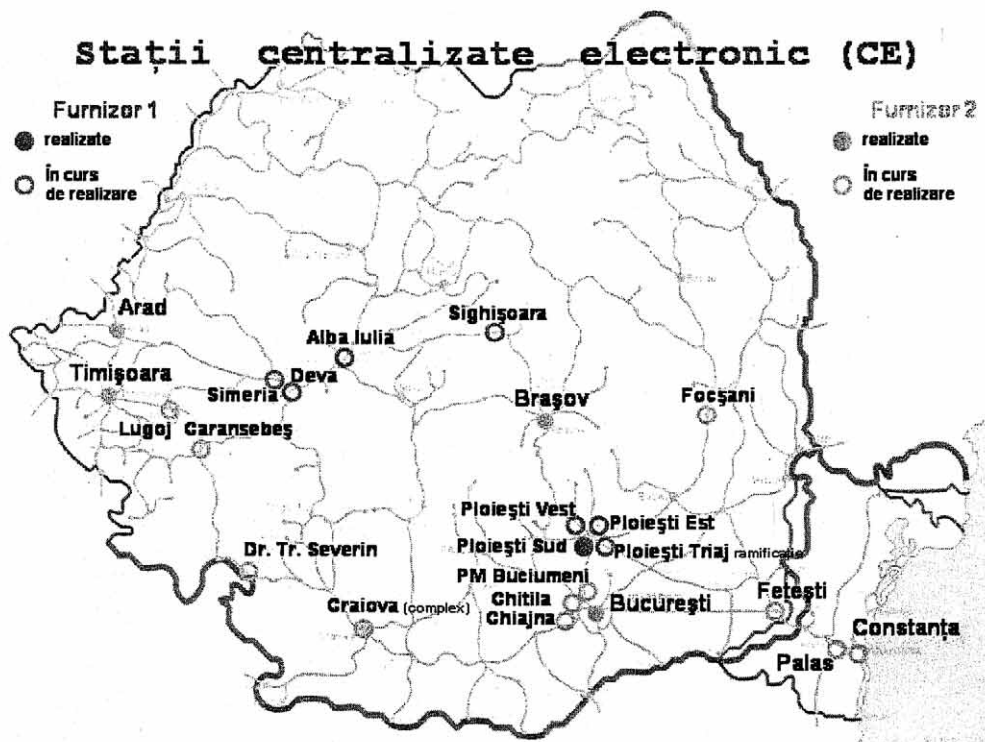 Stații centralizate electronic (CE)
Furnizor 1
realizate
În curs
de realizare
Furnizor 2
realizate
În curs
de realizare
Arad
Alba Iulia
Sighișoara
Timișoara
Simeria
Deva
Brașov
Focșani
Lugoj
Caransebeș
Ploiești Vest
Ploiești Est
Ploiești Sud
Ploiești Triaj ramificație
Dr. Tr. Severin
PM Buciumeni
Chitila
București
Fetești
Craiova (complex)
Chiajna
Constanța
Palas